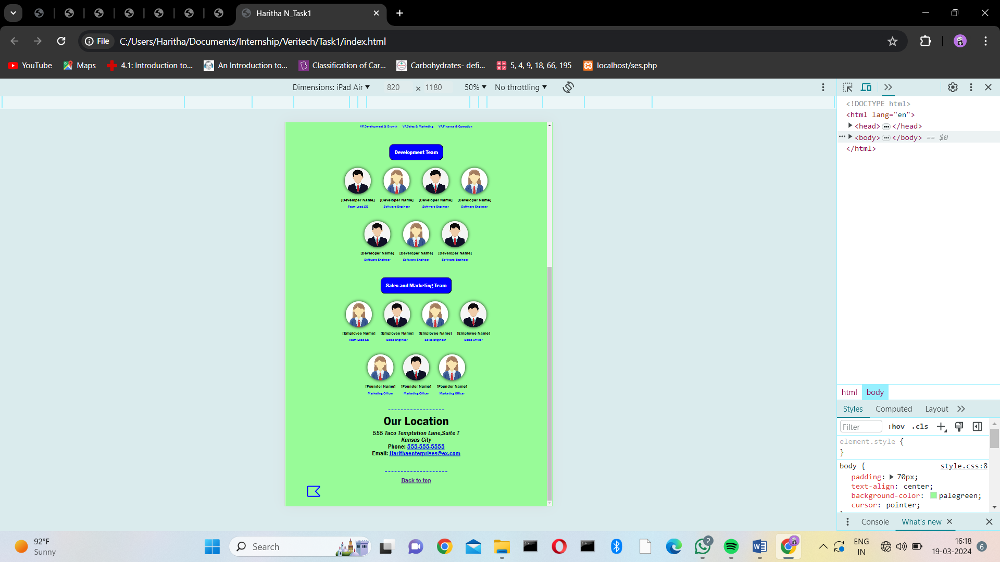 Haritha N_Task1
File C:/Users/Haritha/Documents/Internship/Veritech/Task1/index.html
YouTube Maps 4.1: Introduction to... An Introduction to... Classification of Car... Carbohydrates- defi... 5, 4, 9, 18, 66, 195 localhost/ses.php
Dimensions: iPad Air 820 × 1180 50% No throttling
<!DOCTYPE html>
<html lang="en">
<head> ••• </head>
••• <body> ••• </body> == $0
</html>
VP,Development & Growth VP,Sales & Marketing VP,Finance & Operation
Development Team
[Developer Name] [Developer Name] [Developer Name] [Developer Name]
Team Lead,SE Software Engineer Software Engineer Software Engineer
[Developer Name] [Developer Name] [Developer Name]
Software Engineer Software Engineer Software Engineer
Sales and Marketing Team
[Employee Name] [Employee Name] [Employee Name] [Employee Name]
Team Lead,SE Sales Engineer Sales Engineer Sales Officer
[Founder Name] [Founder Name] [Founder Name]
Marketing Officer Marketing Officer Marketing Officer
------------------
Our Location
555 Taco Temptation Lane,Suite T
Kansas City
Phone: 555-555-5555
Email: Harithaenterprises@ex.com
--------------------
Back to top
html body
Styles Computed Layout
Filter :hov .cls
element.style {
}
body { style.css:8
padding: 70px;
text-align: center;
background-color: palegreen;
cursor: pointer;
Console What's new
92°F
Sunny
Search
2
ENG
IN
16:18
19-03-2024
6